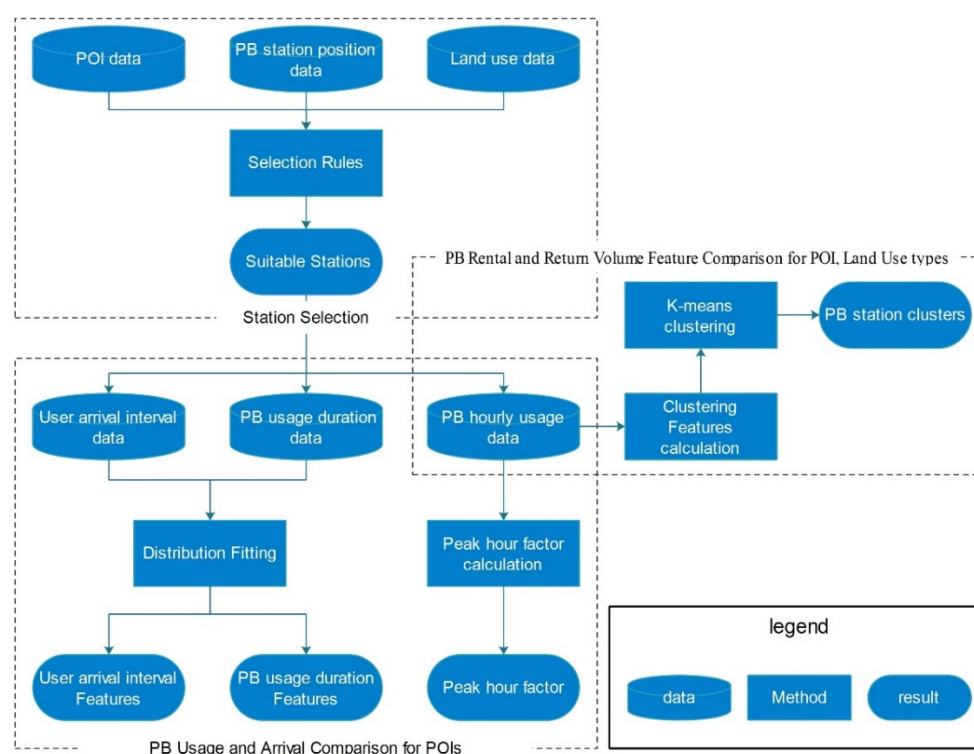 POI data
PB station position
data
Land use data
Selection Rules
Suitable Stations
Station Selection
PB Rental and Return Volume Feature Comparison for POI, Land Use types
K-means
clustering
PB station clusters
User arrival interval
data
PB usage duration
data
PB hourly usage
data
Clustering
Features
calculation
Distribution Fitting
Peak hour factor
calculation
User arrival interval
Features
PB usage duration
Features
Peak hour factor
PB Usage and Arrival Comparison for POIs
legend
data
Method
result